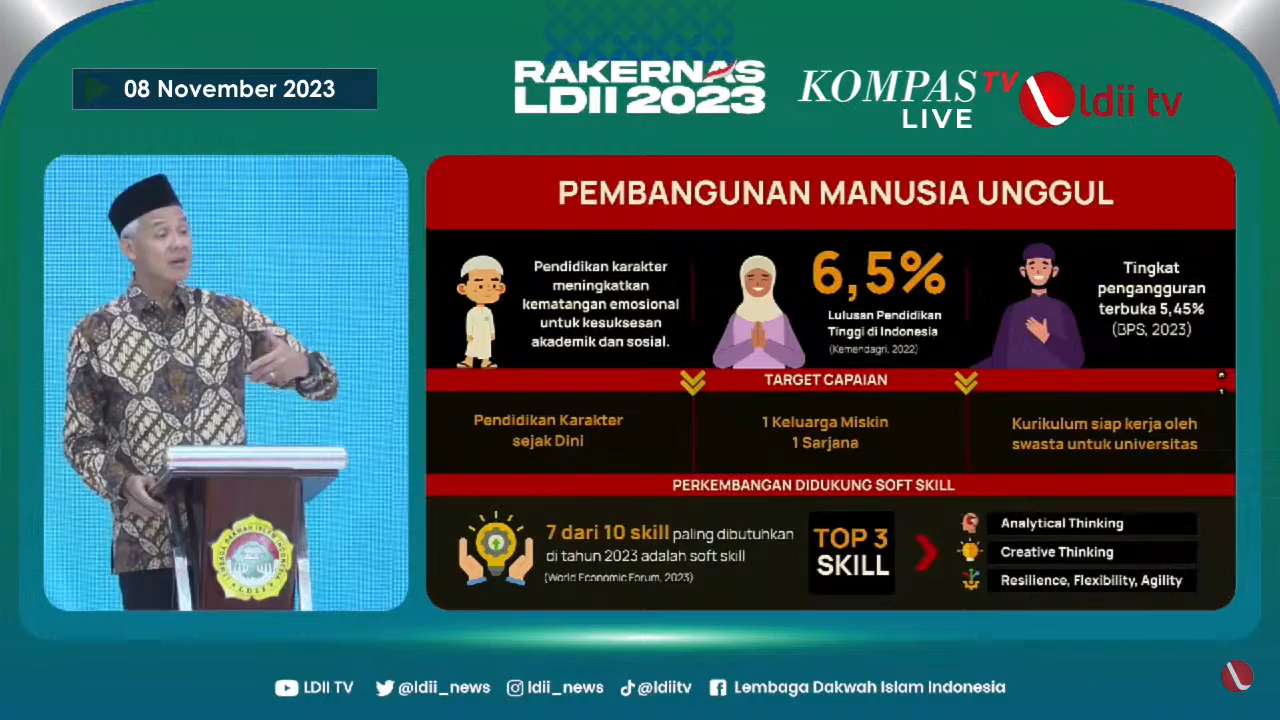 08 November 2023
RAKERNAS
LDII 2023
KOMPAS TV
LIVE
ldii tv
PEMBANGUNAN MANUSIA UNGGUL
Pendidikan karakter
meningkatkan
kematangan emosional
untuk kesuksesan
akademik dan sosial.
6,5%
Lulusan Pendidikan
Tinggi di Indonesia
(Kemendagri, 2022)
Tingkat
pengangguran
terbuka 5,45%
(BPS, 2023)
TARGET CAPAIAN
Pendidikan Karakter
sejak Dini
1 Keluarga Miskin
1 Sarjana
Kurikulum siap kerja oleh
swasta untuk universitas
PERKEMBANGAN DIDUKUNG SOFT SKILL
7 dari 10 skill paling dibutuhkan
di tahun 2023 adalah soft skill
(World Economic Forum, 2023)
TOP 3
SKILL
Analytical Thinking
Creative Thinking
Resilience, Flexibility, Agility
LEMBAGA DAKWAH ISLAM INDONESIA
LDII
LDII TV
@ldii_news
ldii_news
@ldiitv
Lembaga Dakwah Islam Indonesia